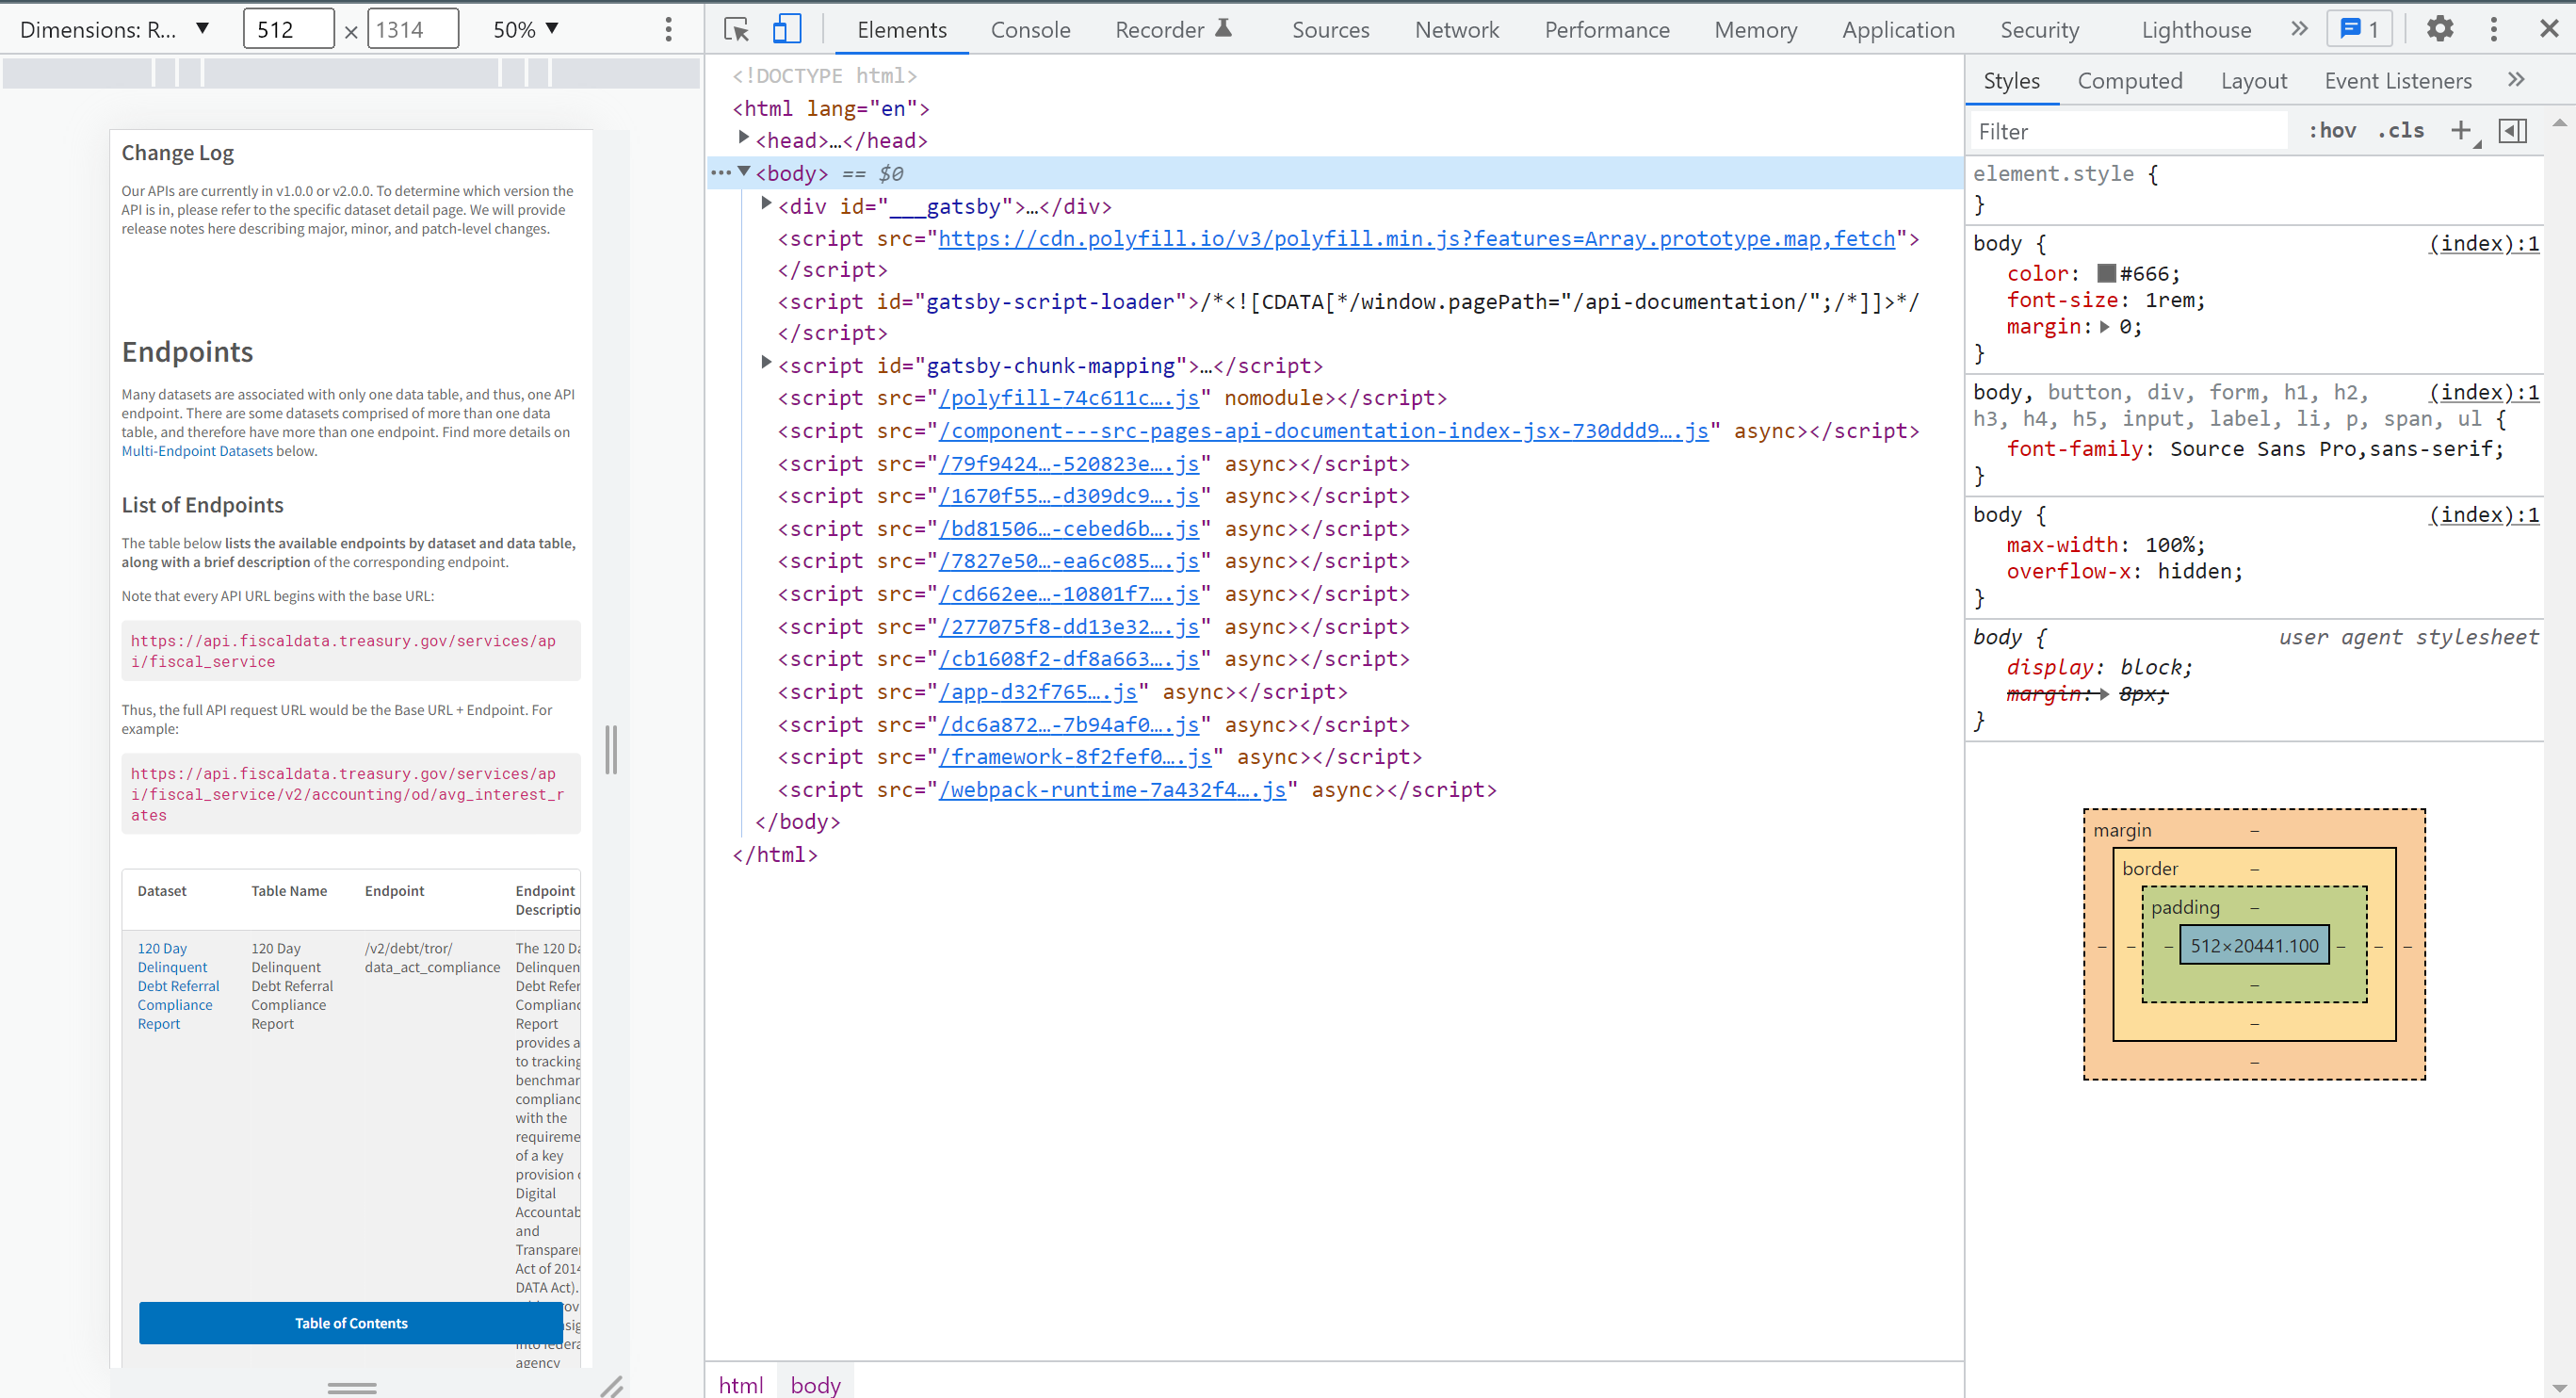 Dimensions: R... ▼ 512 × 1314 50% ▼
Elements Console Recorder Sources Network Performance Memory Application Security Lighthouse » 1
Change Log
Our APIs are currently in v1.0.0 or v2.0.0. To determine which version the
API is in, please refer to the specific dataset detail page. We will provide
release notes here describing major, minor, and patch-level changes.
Endpoints
Many datasets are associated with only one data table, and thus, one API
endpoint. There are some datasets comprised of more than one data
table, and therefore have more than one endpoint. Find more details on
Multi-Endpoint Datasets below.
List of Endpoints
The table below lists the available endpoints by dataset and data table,
along with a brief description of the corresponding endpoint.
Note that every API URL begins with the base URL:
https://api.fiscaldata.treasury.gov/services/ap
i/fiscal_service
Thus, the full API request URL would be the Base URL + Endpoint. For
example:
https://api.fiscaldata.treasury.gov/services/ap
i/fiscal_service/v2/accounting/od/avg_interest_r
ates
Dataset
Table Name
Endpoint
Endpoint
Descriptio
120 Day
Delinquent
Debt Referral
Compliance
Report
120 Day
Delinquent
Debt Referral
Compliance
Report
/v2/debt/tror/
data_act_compliance
The 120 Da
Delinquen
Debt Refer
Complianc
Report
provides a
to tracking
benchmar
complianc
with the
requireme
of a key
provision
Digital
Accountab
and
Transpare
Act of 2014
DATA Act).
agency
Table of Contents
<!DOCTYPE html>
<html lang="en">
<head>…</head>
<body> == $0
<div id="___gatsby">…</div>
<script src="https://cdn.polyfill.io/v3/polyfill.min.js?features=Array.prototype.map,fetch">
</script>
<script id="gatsby-script-loader">/*<![CDATA[*/window.pagePath="/api-documentation/";/*]]>*/
</script>
<script id="gatsby-chunk-mapping">…</script>
<script src="/polyfill-74c611c….js" nomodule></script>
<script src="/component---src-pages-api-documentation-index-jsx-730ddd9….js" async></script>
<script src="/79f9424…-520823e….js" async></script>
<script src="/1670f55…-d309dc9….js" async></script>
<script src="/bd81506…-cebed6b….js" async></script>
<script src="/7827e50…-ea6c085….js" async></script>
<script src="/cd662ee…-10801f7….js" async></script>
<script src="/277075f8-dd13e32….js" async></script>
<script src="/cb1608f2-df8a663….js" async></script>
<script src="/app-d32f765….js" async></script>
<script src="/dc6a872…-7b94af0….js" async></script>
<script src="/framework-8f2fef0….js" async></script>
<script src="/webpack-runtime-7a432f4….js" async></script>
</body>
</html>
html body
Styles Computed Layout Event Listeners »
Filter :hov .cls +
element.style {
}
body { (index):1
color: #666;
font-size: 1rem;
margin: 0;
}
body, button, div, form, h1, h2, (index):1
h3, h4, h5, input, label, li, p, span, ul {
font-family: Source Sans Pro,sans-serif;
}
body { (index):1
max-width: 100%;
overflow-x: hidden;
}
body { user agent stylesheet
display: block;
margin: 8px;
}
margin –
border –
padding –
– – – 512×20441.100 – – –
–
–
–